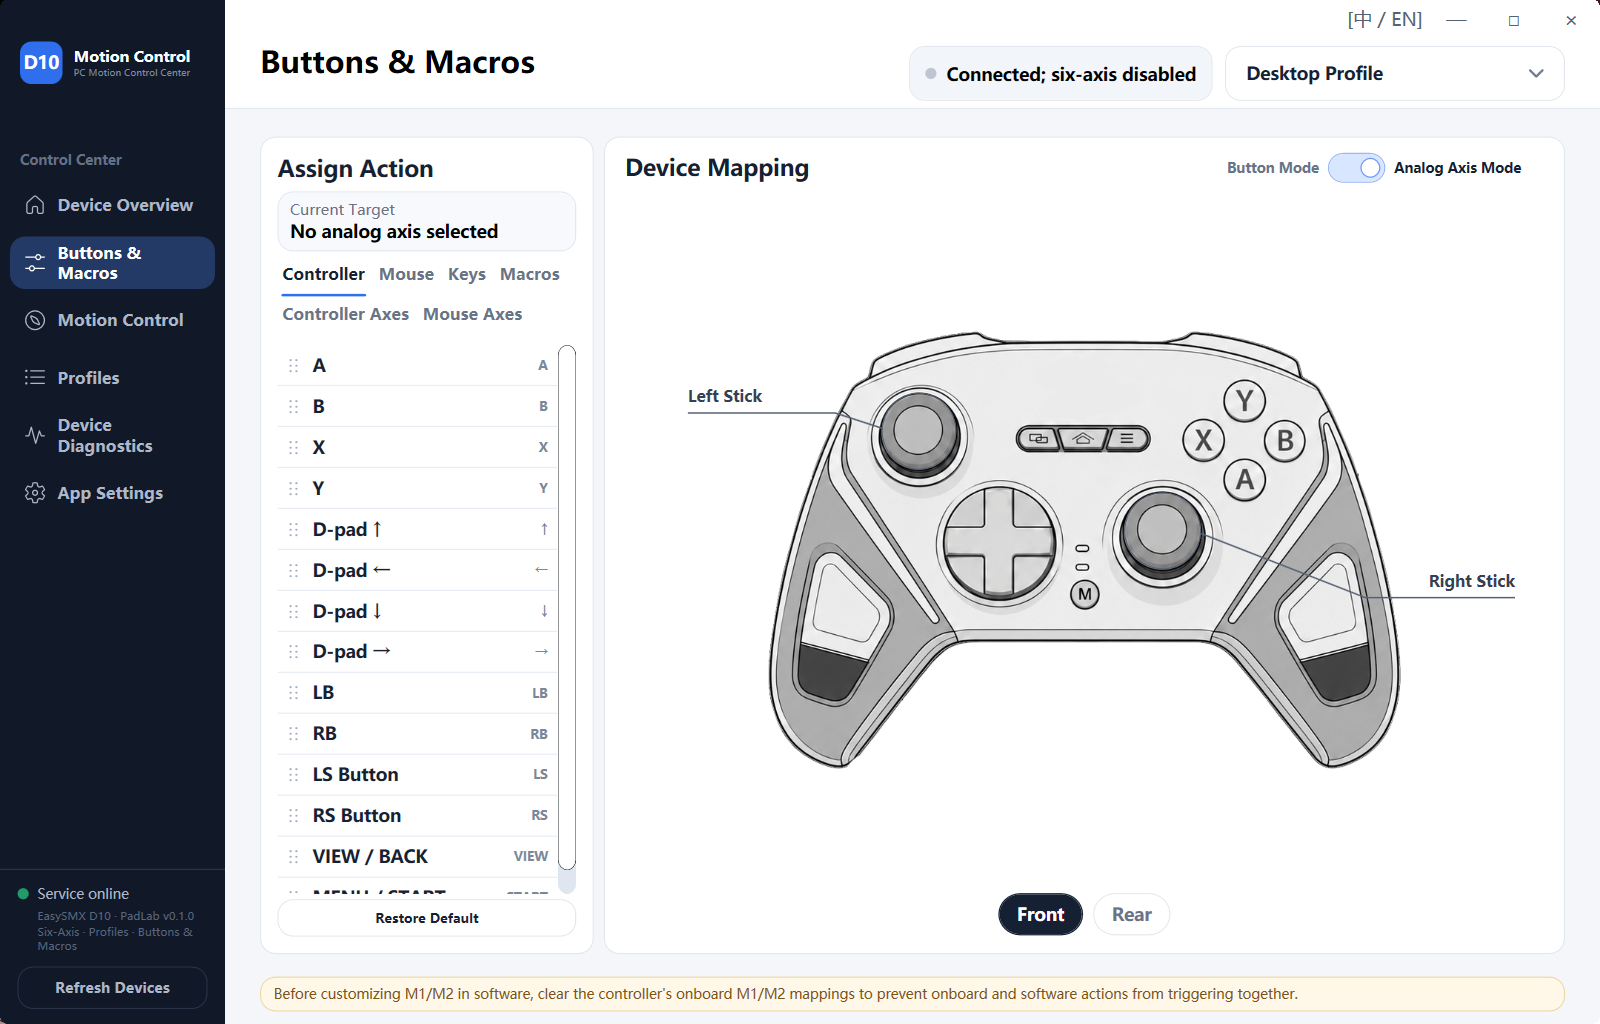 [中 / EN]
D10
Motion Control
PC Motion Control Center
Buttons & Macros
Connected; six-axis disabled
Desktop Profile
Control Center
Device Overview
Buttons &
Macros
Motion Control
Profiles
Device
Diagnostics
App Settings
Service online
EasySMX D10 · PadLab v0.1.0
Six-Axis · Profiles · Buttons &
Macros
Refresh Devices
Assign Action
Current Target
No analog axis selected
Controller Mouse Keys Macros
Controller Axes Mouse Axes
A A
B B
X X
Y Y
D-pad ↑ ↑
D-pad ← ←
D-pad ↓ ↓
D-pad → →
LB LB
RB RB
LS Button LS
RS Button RS
VIEW / BACK VIEW
MENU / START START
Restore Default
Device Mapping
Button Mode Analog Axis Mode
Left Stick
Y
X
B
A
M
Right Stick
Front Rear
Before customizing M1/M2 in software, clear the controller's onboard M1/M2 mappings to prevent onboard and software actions from triggering together.